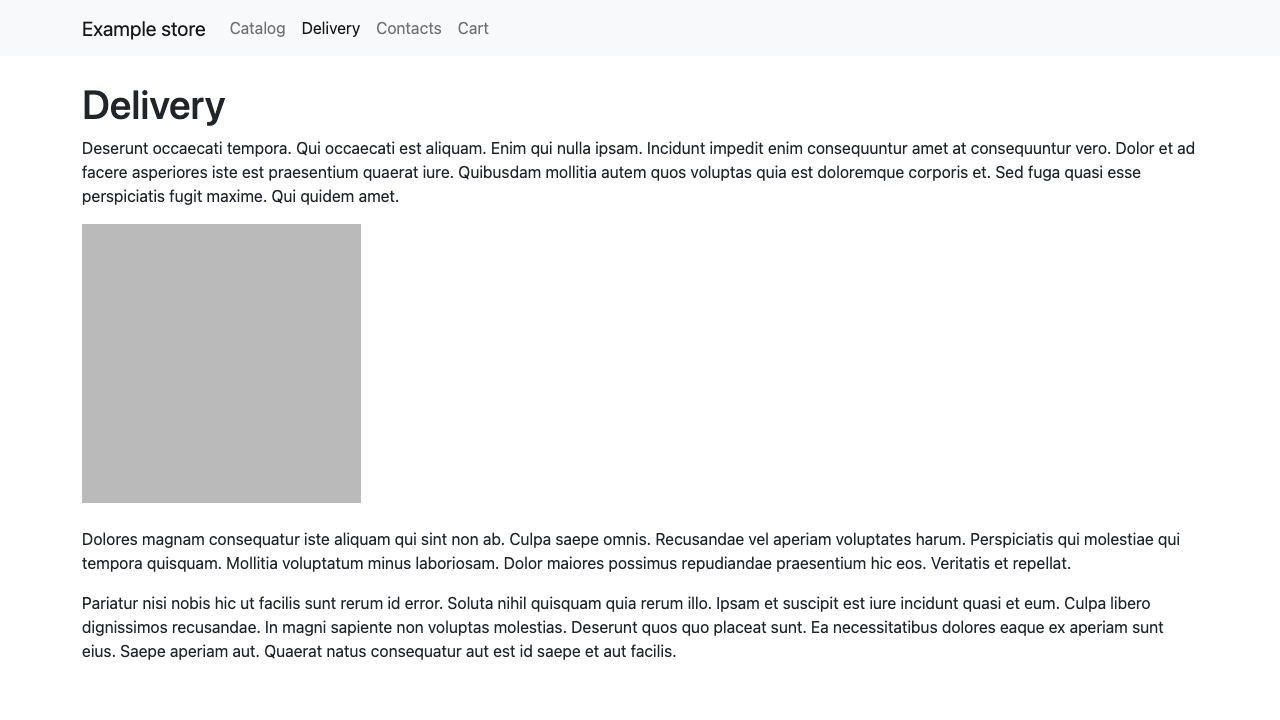 Example store Catalog Delivery Contacts Cart
Delivery
Deserunt occaecati tempora. Qui occaecati est aliquam. Enim qui nulla ipsam. Incidunt impedit enim consequuntur amet at consequuntur vero. Dolor et ad
facere asperiores iste est praesentium quaerat iure. Quibusdam mollitia autem quos voluptas quia est doloremque corporis et. Sed fuga quasi esse
perspiciatis fugit maxime. Qui quidem amet.
Dolores magnam consequatur iste aliquam qui sint non ab. Culpa saepe omnis. Recusandae vel aperiam voluptates harum. Perspiciatis qui molestiae qui
tempora quisquam. Mollitia voluptatum minus laboriosam. Dolor maiores possimus repudiandae praesentium hic eos. Veritatis et repellat.
Pariatur nisi nobis hic ut facilis sunt rerum id error. Soluta nihil quisquam quia rerum illo. Ipsam et suscipit est iure incidunt quasi et eum. Culpa libero
dignissimos recusandae. In magni sapiente non voluptas molestias. Deserunt quos quo placeat sunt. Ea necessitatibus dolores eaque ex aperiam sunt
eius. Saepe aperiam aut. Quaerat natus consequatur aut est id saepe et aut facilis.